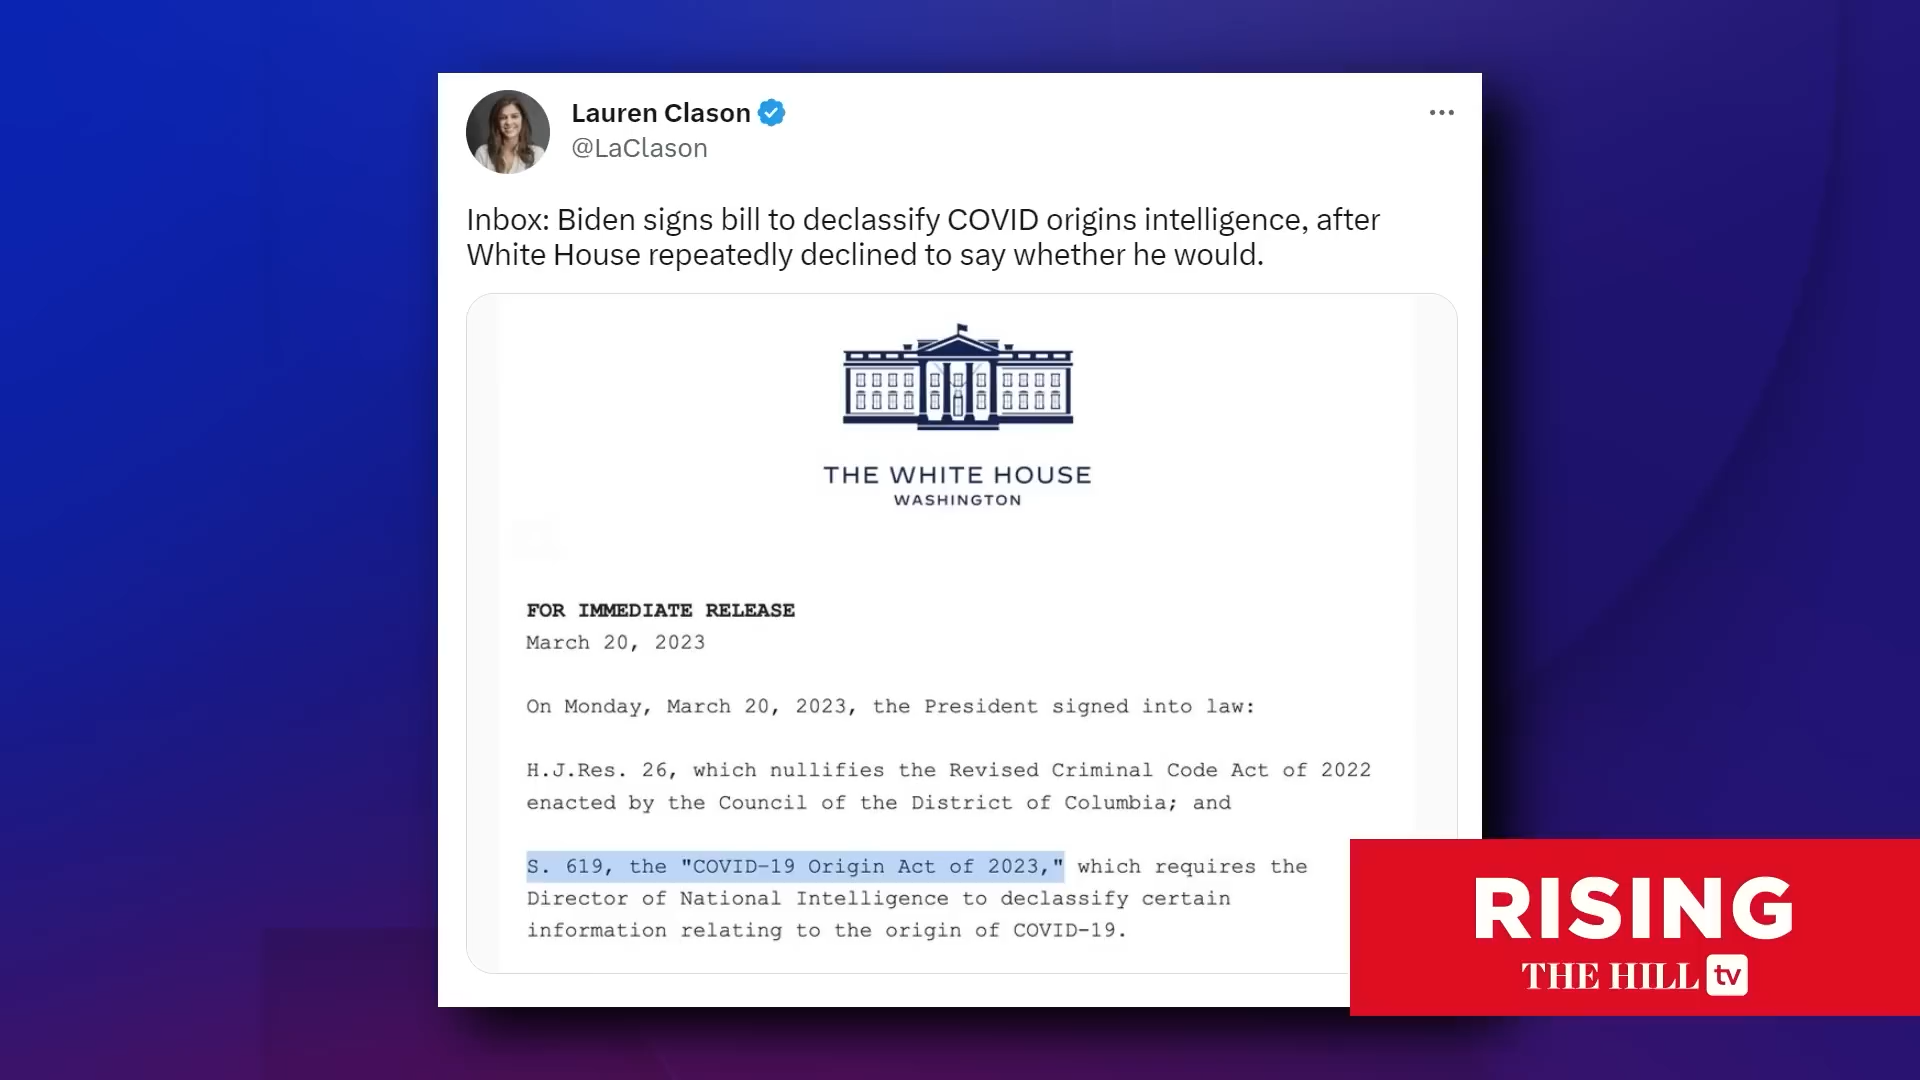 Lauren Clason
@LaClason
Inbox: Biden signs bill to declassify COVID origins intelligence, after
White House repeatedly declined to say whether he would.
THE WHITE HOUSE
WASHINGTON
FOR IMMEDIATE RELEASE
March 20, 2023
On Monday, March 20, 2023, the President signed into law:
H.J.Res. 26, which nullifies the Revised Criminal Code Act of 2022
enacted by the Council of the District of Columbia; and
S. 619, the "COVID-19 Origin Act of 2023," which requires the
Director of National Intelligence to declassify certain
information relating to the origin of COVID-19.
RISING
THE HILL tv